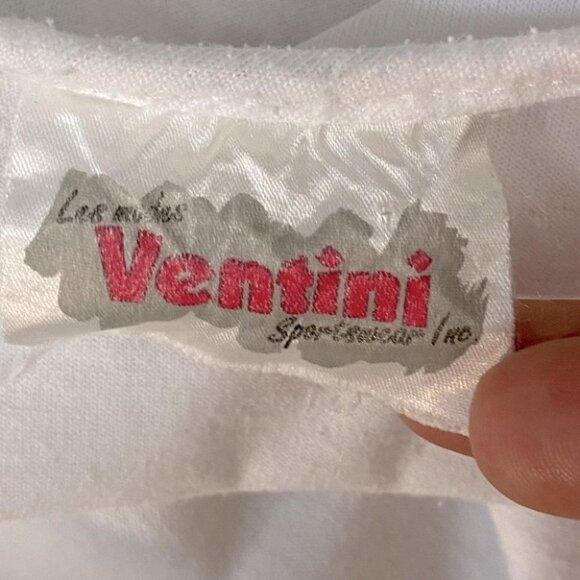 Les modes
Ventini
Sportswear Inc.